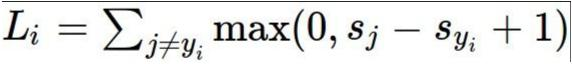 L_i = \sum_{j \neq y_i} \max(0, s_j - s_{y_i} + 1)